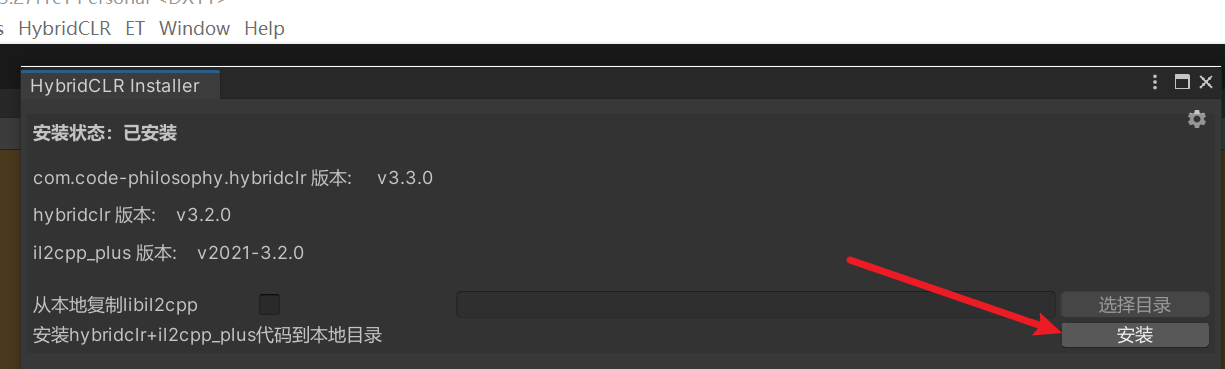 HybridCLR ET Window Help
HybridCLR Installer
安装状态：已安装
com.code-philosophy.hybridclr 版本: v3.3.0
hybridclr 版本: v3.2.0
il2cpp_plus 版本: v2021-3.2.0
从本地复制libil2cpp 选择目录
安装hybridclr+il2cpp_plus代码到本地目录 安装